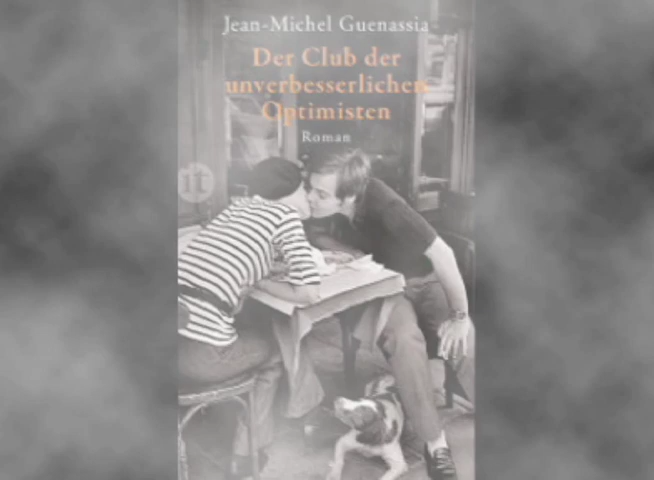 Jean-Michel Guenassia
Der Club der
unverbesserlichen
Optimisten
Roman
it